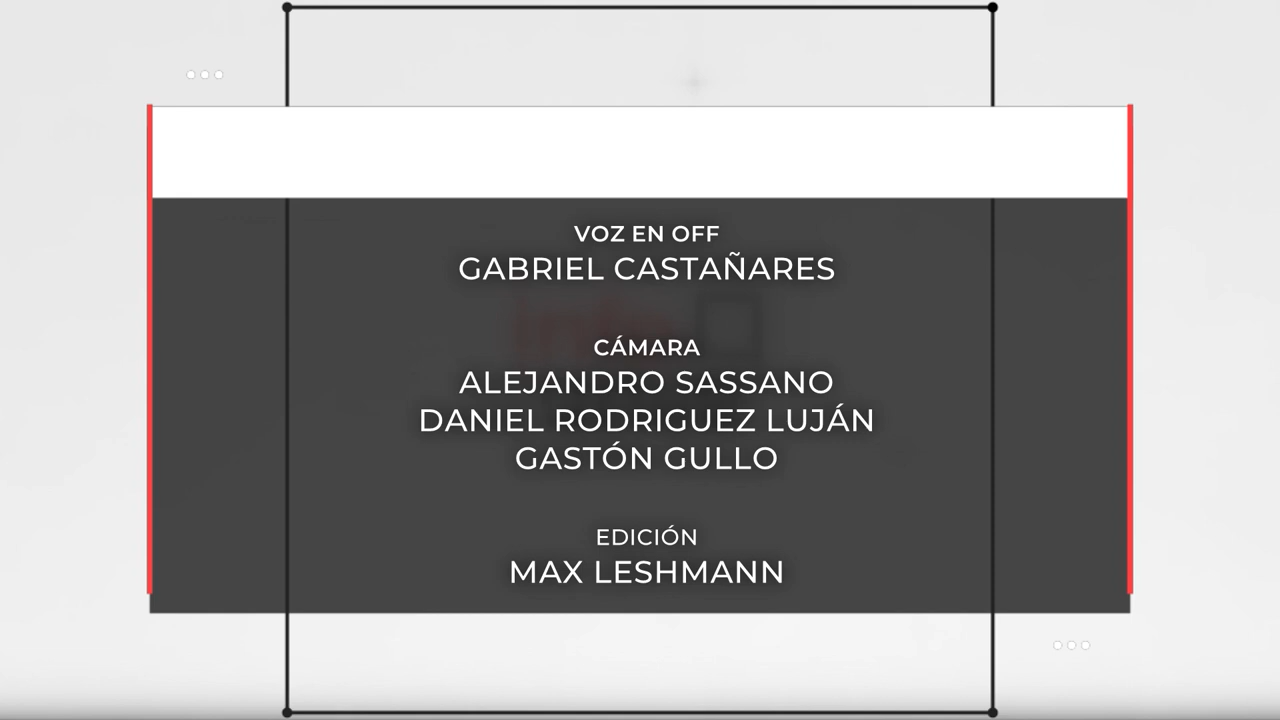 VOZ EN OFF
GABRIEL CASTAÑARES
CÁMARA
ALEJANDRO SASSANO
DANIEL RODRIGUEZ LUJÁN
GASTÓN GULLO
EDICIÓN
MAX LESHMANN